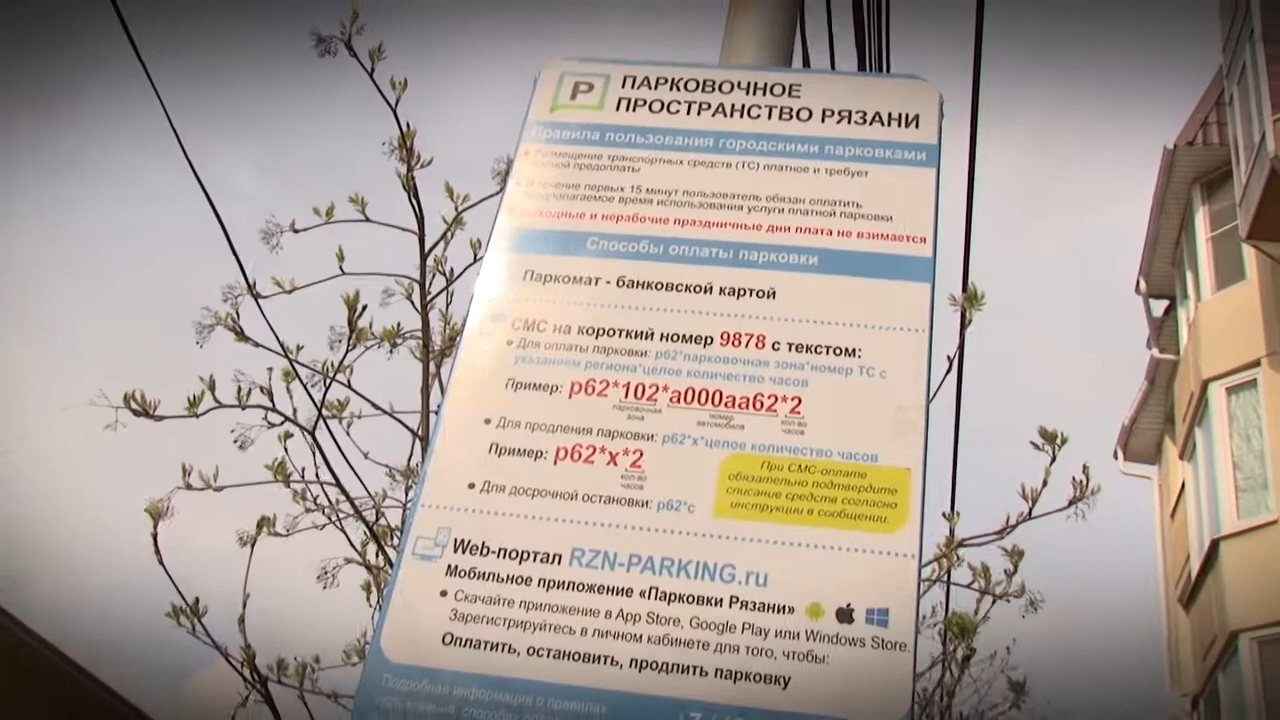 P
ПАРКОВОЧНОЕ
ПРОСТРАНСТВО РЯЗАНИ
Правила пользования городскими парковками
• Размещение транспортных средств (ТС) платное и требует
предоплаты
• В течение первых 15 минут пользователь обязан оплатить
предполагаемое время использования услуги платной парковки
выходные и нерабочие праздничные дни плата не взимается
Способы оплаты парковки
Паркомат - банковской картой
СМС на короткий номер 9878 с текстом:
• Для оплаты парковки: р62*парковочная зона*номер ТС с
указанием региона*целое количество часов
Пример: р62*102*а000аа62*2
парковочная зона
номер автомобиля
кол-во часов
• Для продления парковки: р62*х*целое количество часов
Пример: р62*х*2
кол-во часов
При СМС-оплате
обязательно подтвердите
списание средств согласно
инструкции в сообщении.
• Для досрочной остановки: р62*с
Web-портал RZN-PARKING.ru
Мобильное приложение «Парковки Рязани»
• Скачайте приложение в App Store, Google Play или Windows Store.
Зарегистрируйтесь в личном кабинете для того, чтобы:
Оплатить, остановить, продлить парковку
Подробная информация о правилах